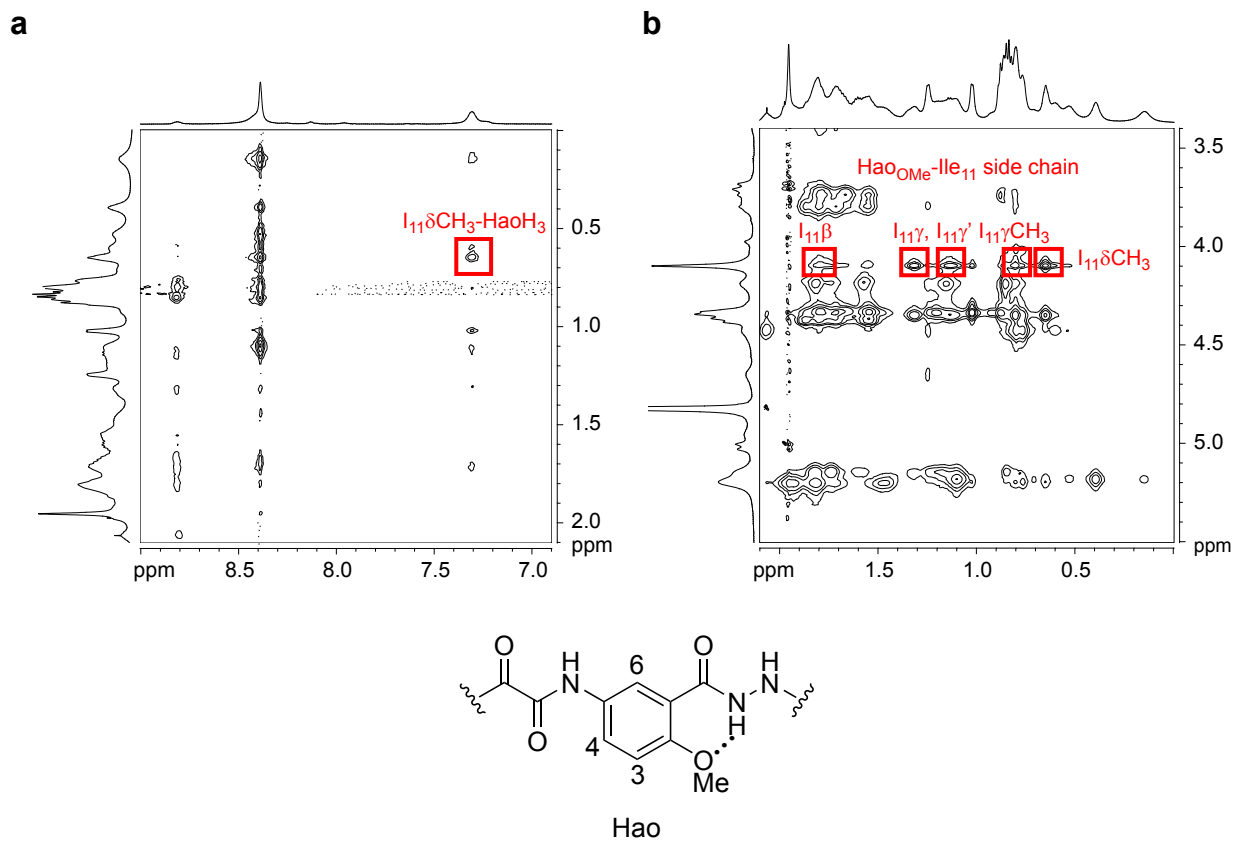 a
b
I₁₁δCH₃-HaoH₃
0.5
1.0
1.5
2.0
ppm
ppm
8.5
8.0
7.5
7.0
Hao_OMe-Ile₁₁ side chain
I₁₁β
I₁₁γ, I₁₁γ' I₁₁γCH₃
I₁₁δCH₃
3.5
4.0
4.5
5.0
ppm
ppm
1.5
1.0
0.5
O
H
N
O
6
4
3
O
N
H
H
N
O
Me
Hao